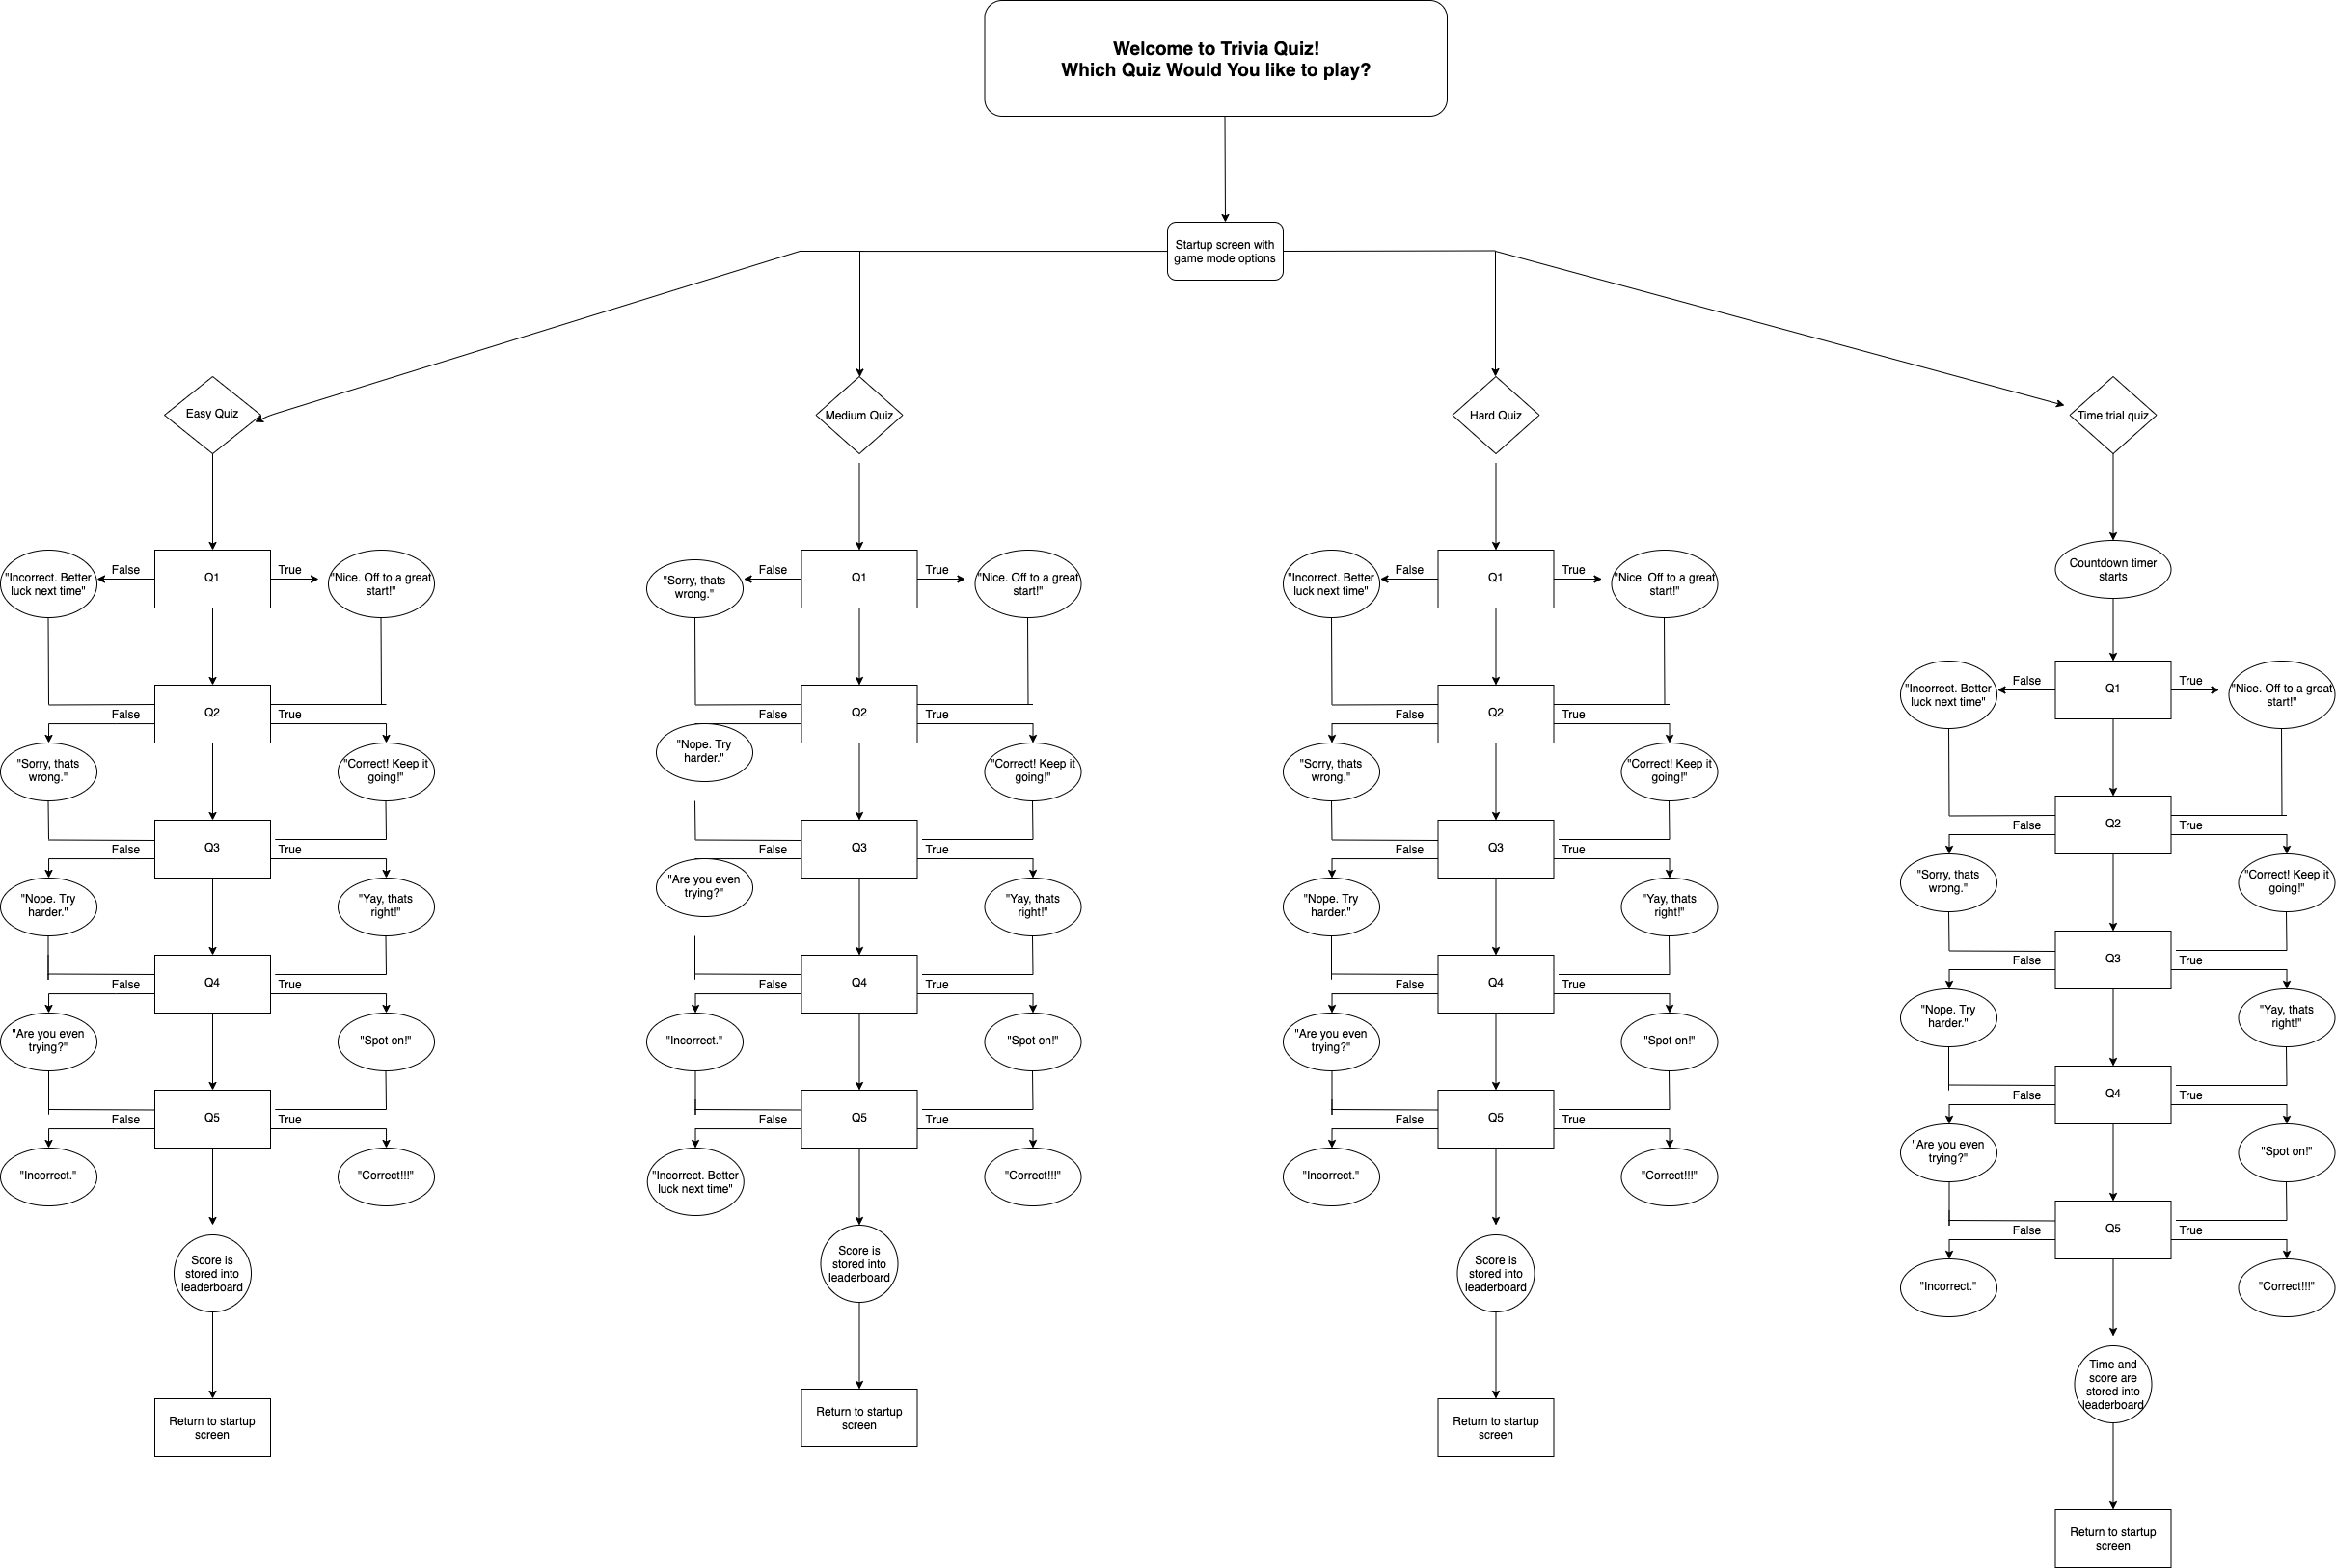 Welcome to Trivia Quiz!
Which Quiz Would You like to play?
Startup screen with
game mode options
Easy Quiz
False
Q1
True
"Incorrect. Better
luck next time"
"Nice. Off to a great
start!"
Q2
False
True
"Sorry, thats
wrong."
"Correct! Keep it
going!"
Q3
False
True
"Nope. Try
harder."
"Yay, thats
right!"
Q4
False
True
"Are you even
trying?"
"Spot on!"
Q5
False
True
"Incorrect."
"Correct!!!"
Score is
stored into
leaderboard
Return to startup
screen
Medium Quiz
False
Q1
True
"Sorry, thats
wrong."
"Nice. Off to a great
start!"
Q2
False
True
"Nope. Try
harder."
"Correct! Keep it
going!"
Q3
False
True
"Are you even
trying?"
"Yay, thats
right!"
Q4
False
True
"Incorrect."
"Spot on!"
Q5
False
True
"Incorrect. Better
luck next time"
"Correct!!!"
Score is
stored into
leaderboard
Return to startup
screen
Hard Quiz
False
Q1
True
"Incorrect. Better
luck next time"
"Nice. Off to a great
start!"
Q2
False
True
"Sorry, thats
wrong."
"Correct! Keep it
going!"
Q3
False
True
"Nope. Try
harder."
"Yay, thats
right!"
Q4
False
True
"Are you even
trying?"
"Spot on!"
Q5
False
True
"Incorrect."
"Correct!!!"
Score is
stored into
leaderboard
Return to startup
screen
Time trial quiz
Countdown timer
starts
False
Q1
True
"Incorrect. Better
luck next time"
"Nice. Off to a great
start!"
Q2
False
True
"Sorry, thats
wrong."
"Correct! Keep it
going!"
Q3
False
True
"Nope. Try
harder."
"Yay, thats
right!"
Q4
False
True
"Are you even
trying?"
"Spot on!"
Q5
False
True
"Incorrect."
"Correct!!!"
Time and
score are
stored into
leaderboard
Return to startup
screen